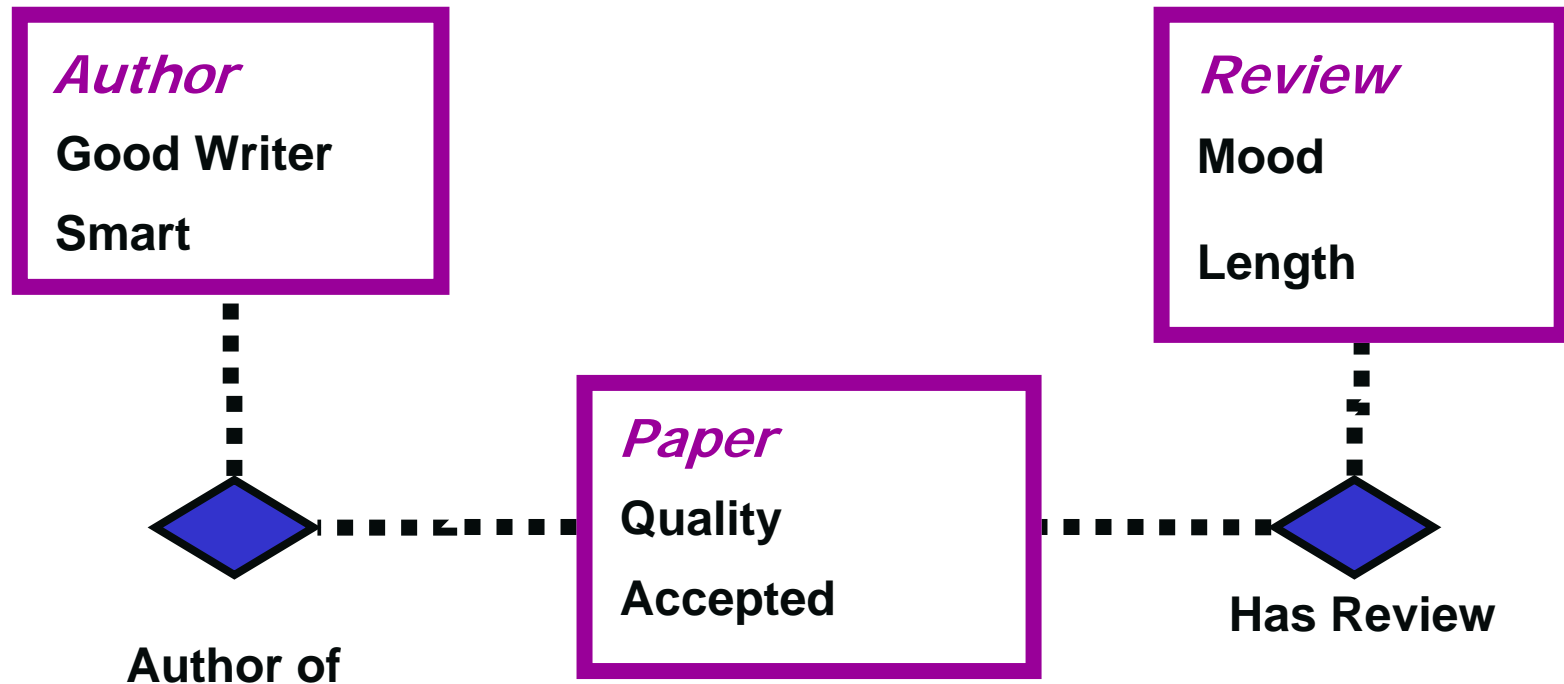 Author
Good Writer
Smart
Review
Mood
Length
Paper
Quality
Accepted
Author of
Has Review